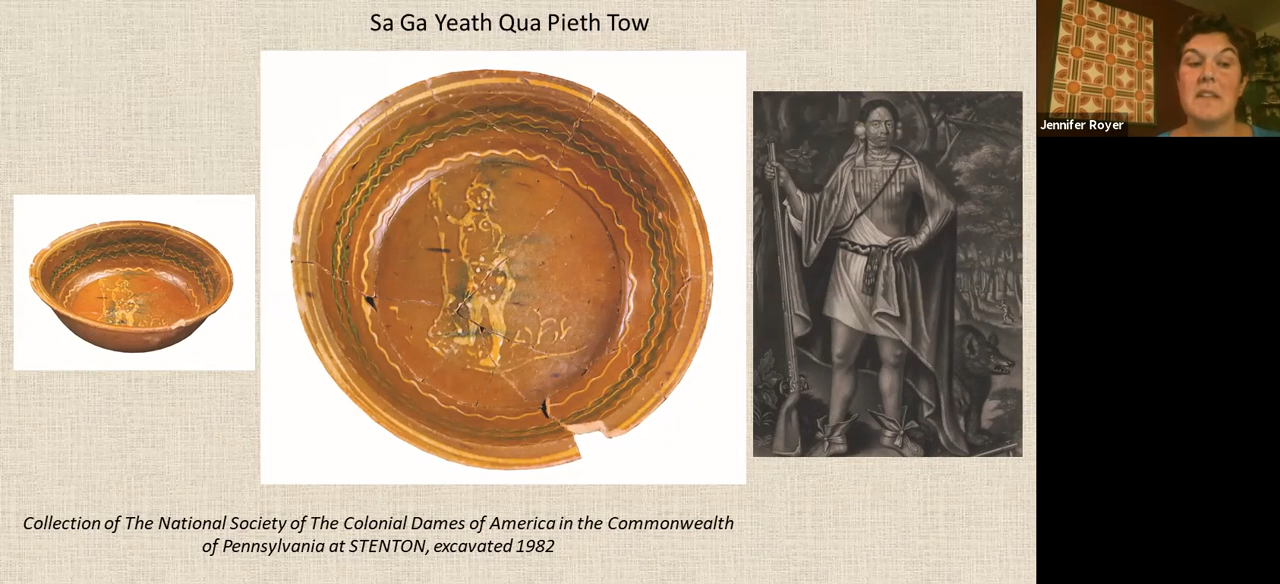 Sa Ga Yeath Qua Pieth Tow
Jennifer Royer
Collection of The National Society of The Colonial Dames of America in the Commonwealth
of Pennsylvania at STENTON, excavated 1982